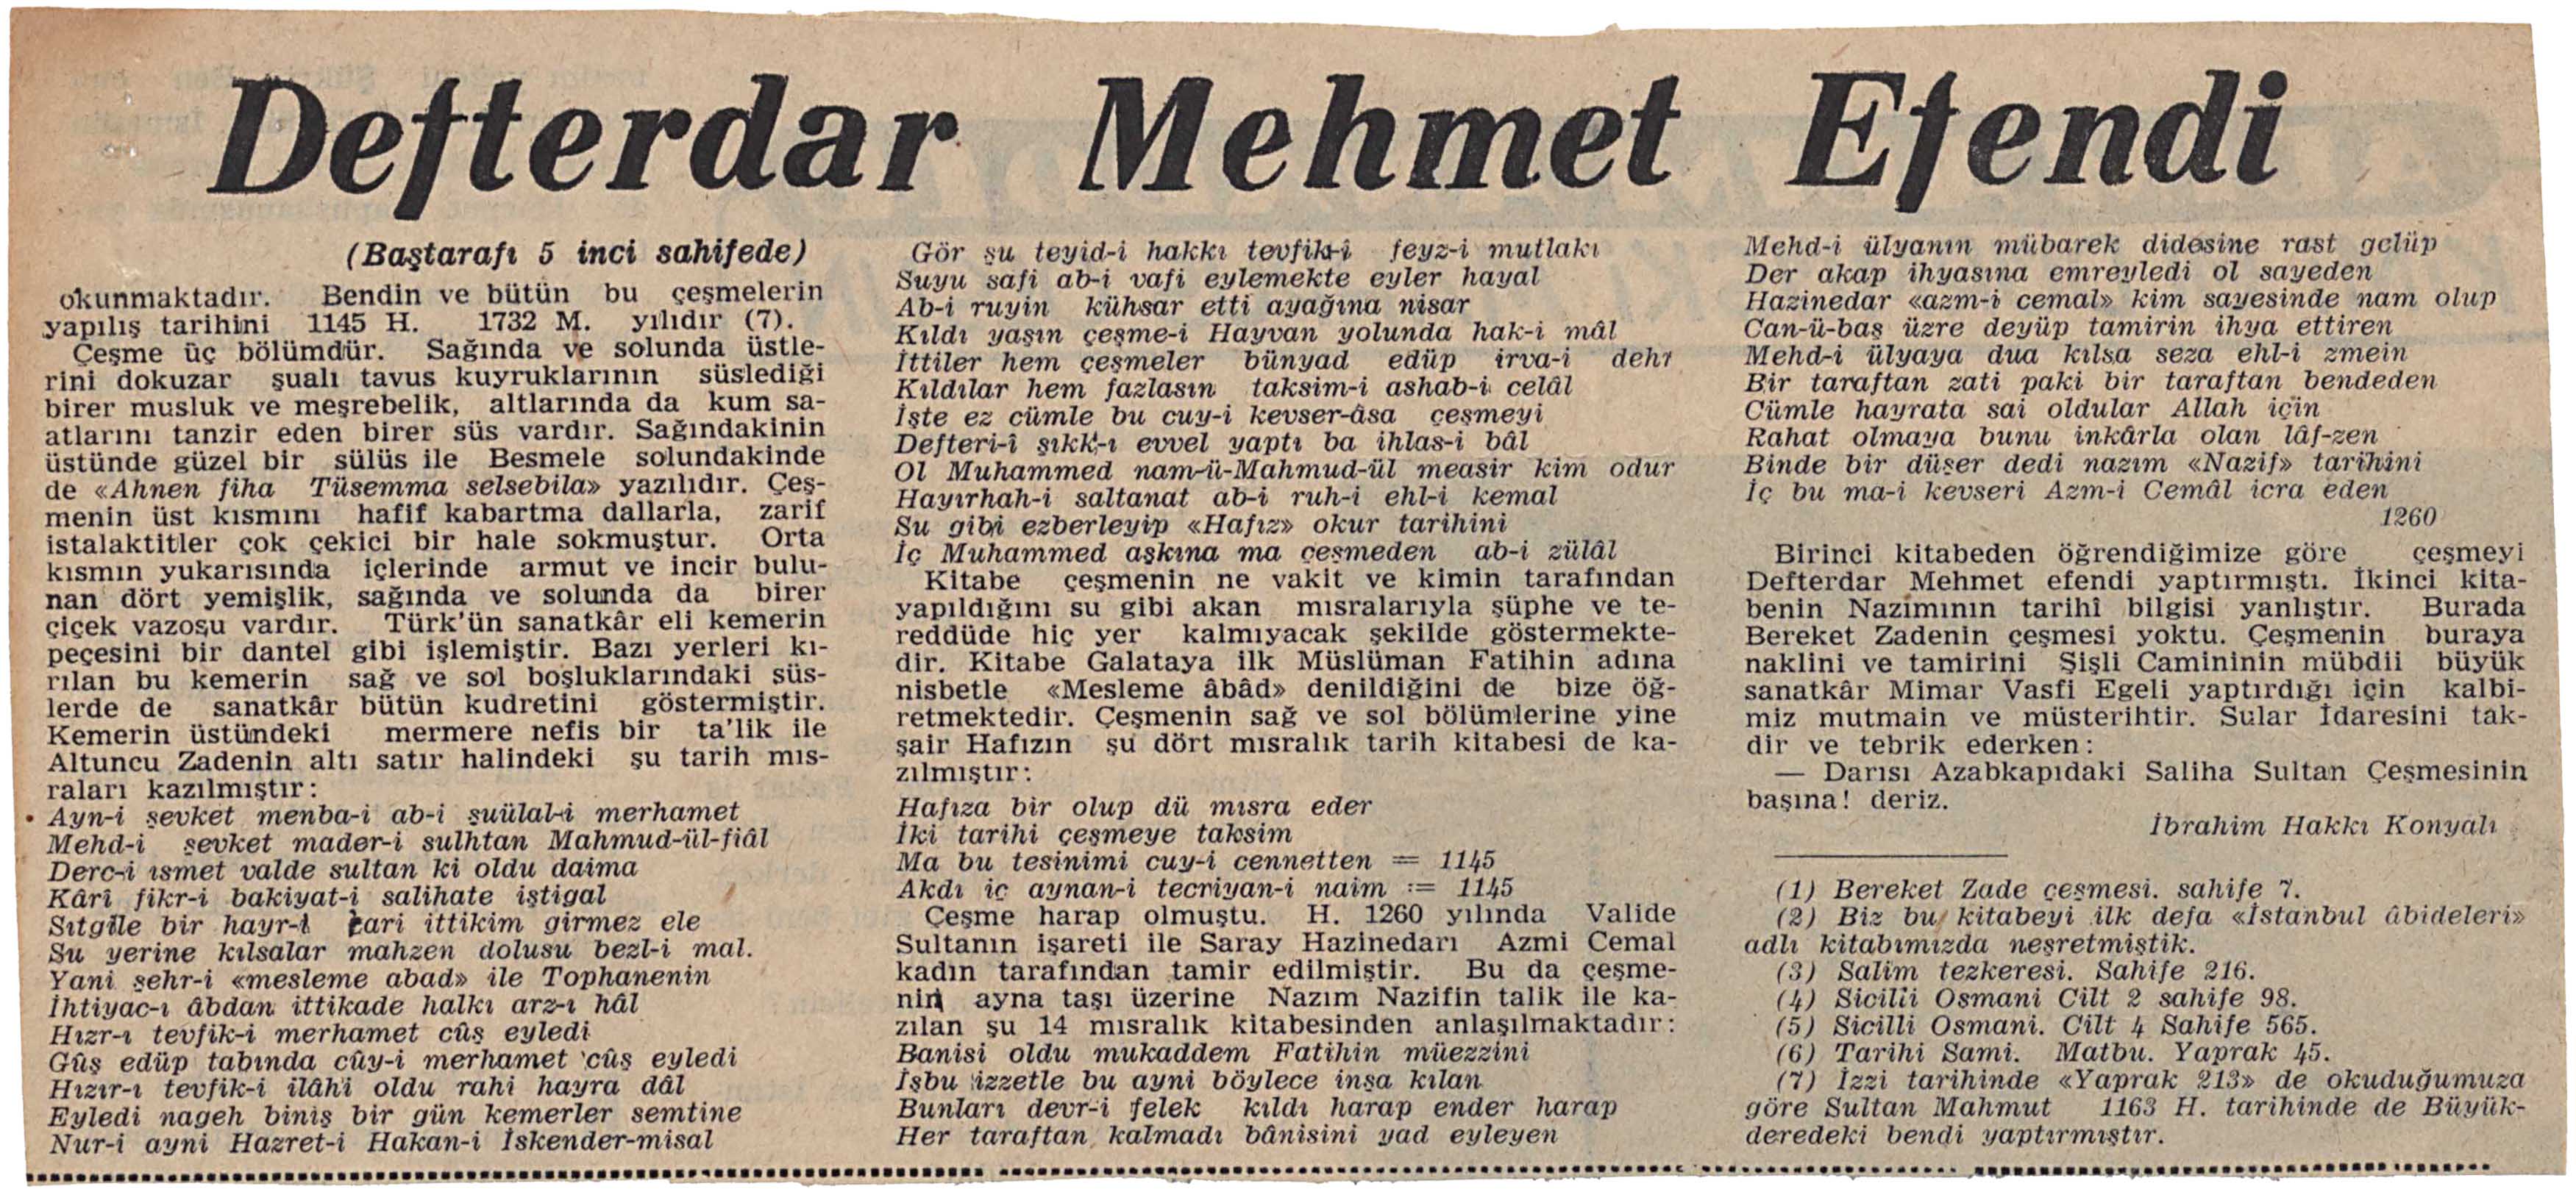 Defterdar Mehmet Efendi
(Baştarafı 5 inci sahifede)
okunmaktadır. Bendin ve bütün bu çeşmelerin
yapılış tarihini 1145 H. 1732 M. yılıdır (7).
Çeşme üç bölümdür. Sağında ve solunda üstle-
rini dokuzar şualı tavus kuyruklarının süslediği
birer musluk ve meşrebelik, altlarında da kum sa-
atlarını tanzir eden birer süs vardır. Sağındakinin
üstünde güzel bir sülüs ile Besmele solundakinde
de «Ahnen fiha Tüsemma selsebila» yazılıdır. Çeş-
menin üst kısmını hafif kabartma dallarla, zarif
istalaktitler çok çekici bir hale sokmuştur. Orta
kısmın yukarısında içlerinde armut ve incir bulu-
nan dört yemişlik, sağında ve solunda da birer
çiçek vazosu vardır. Türk'ün sanatkâr eli kemerin
peçesini bir dantel gibi işlemiştir. Bazı yerleri kı-
rılan bu kemerin sağ ve sol boşluklarındaki süs-
lerde de sanatkâr bütün kudretini göstermiştir.
Kemerin üstündeki mermere nefis bir ta'lik ile
Altuncu Zadenin altı satır halindeki şu tarih mıs-
raları kazılmıştır:
Ayn-i şevket menba-i ab-i suülal-i merhamet
Mehd-i şevket mader-i sulhtan Mahmud-ül-fiâl
Derc-i ismet valde sultan ki oldu daima
Kâri fikr-i bakiyat-i salihate iştigal
Sıtgile bir hayr-i cari ittikim girmez ele
Su yerine kılsalar mahzen dolusu bezl-i mal.
Yani şehr-i «mesleme abad» ile Tophanenin
İhtiyac-ı âbdan ittikade halkı arz-ı hâl
Hızr-ı tevfik-i merhamet cûş eyledi
Gûş edüp tabında cûy-i merhamet cûş eyledi
Hızır-ı tevfik-i ilâhi oldu rahi hayra dâl
Eyledi nageh biniş bir gün kemerler semtine
Nur-i ayni Hazret-i Hakan-i İskender-misal
Gör şu teyid-i hakkı tevfik-i feyz-i mutlakı
Suyu safi ab-i vafi eylemekte eyler hayal
Ab-i ruyin kühsar etti ayağına nisar
Kıldı yaşın çeşme-i Hayvan yolunda hak-i mâl
İttiler hem çeşmeler bünyad edüp irva-i dehr
Kıldılar hem fazlasın taksim-i ashab-i celâl
İşte ez cümle bu cuy-i kevser-âsa çeşmeyi
Defteri-î şıkk-ı evvel yaptı ba ihlas-i bâl
Ol Muhammed nam-ü-Mahmud-ül measir kim odur
Hayırhah-i saltanat ab-i ruh-i ehl-i kemal
Su gibi ezberleyip «Hafız» okur tarihini
İç Muhammed aşkına ma çeşmeden ab-i zülâl
Kitabe çeşmenin ne vakit ve kimin tarafından
yapıldığını su gibi akan mısralarıyla şüphe ve te-
reddüde hiç yer kalmıyacak şekilde göstermekte-
dir. Kitabe Galataya ilk Müslüman Fatihin adına
nisbetle «Mesleme âbâd» denildiğini de bize öğ-
retmektedir. Çeşmenin sağ ve sol bölümlerine yine
şair Hafızın şu dört mısralık tarih kitabesi de ka-
zılmıştır:
Hafıza bir olup dü mısra eder
İki tarihi çeşmeye taksim
Ma bu tesinimi cuy-i cennetten = 1145
Akdı iç aynan-i tecriyan-i naim = 1145
Çeşme harap olmuştu. H. 1260 yılında Valide
Sultanın işareti ile Saray Hazinedarı Azmi Cemal
kadın tarafından tamir edilmiştir. Bu da çeşme-
nin ayna taşı üzerine Nazım Nazifin talik ile ka-
zılan şu 14 mısralık kitabesinden anlaşılmaktadır:
Banisi oldu mukaddem Fatihin müezzini
İşbu izzetle bu ayni böylece inşa kılan
Bunları devr-i felek kıldı harap ender harap
Her taraftan kalmadı bânisini yad eyleyen
Mehd-i ülyanın mübarek didesine rast gelüp
Der akap ihyasına emreyledi ol sayeden
Hazinedar «azm-i cemal» kim sayesinde nam olup
Can-ü-baş üzre deyüp tamirin ihya ettiren
Mehd-i ülyaya dua kılsa seza ehl-i zmein
Bir taraftan zati paki bir taraftan bendeden
Cümle hayrata sai oldular Allah için
Rahat olmaya bunu inkârla olan lâf-zen
Binde bir düşer dedi nazım «Nazif» tarihini
İç bu ma-i kevseri Azm-i Cemâl icra eden
1260
Birinci kitabeden öğrendiğimize göre çeşmeyi
Defterdar Mehmet efendi yaptırmıştı. İkinci kita-
benin Nazımının tarihî bilgisi yanlıştır. Burada
Bereket Zadenin çeşmesi yoktu. Çeşmenin buraya
naklini ve tamirini Şişli Camininin mübdii büyük
sanatkâr Mimar Vasfi Egeli yaptırdığı için kalbi-
miz mutmain ve müsterihtir. Sular İdaresini tak-
dir ve tebrik ederken:
— Darısı Azabkapıdaki Saliha Sultan Çeşmesinin
başına! deriz.
İbrahim Hakkı Konyalı
(1) Bereket Zade çeşmesi. sahife 7.
(2) Biz bu kitabeyi ilk defa «İstanbul âbideleri»
adlı kitabımızda neşretmiştik.
(3) Salim tezkeresi. Sahife 216.
(4) Sicilii Osmani Cilt 2 sahife 98.
(5) Sicilli Osmani. Cilt 4 Sahife 565.
(6) Tarihi Sami. Matbu. Yaprak 45.
(7) İzzi tarihinde «Yaprak 213» de okuduğumuza
göre Sultan Mahmut 1163 H. tarihinde de Büyük-
deredeki bendi yaptırmıştır.